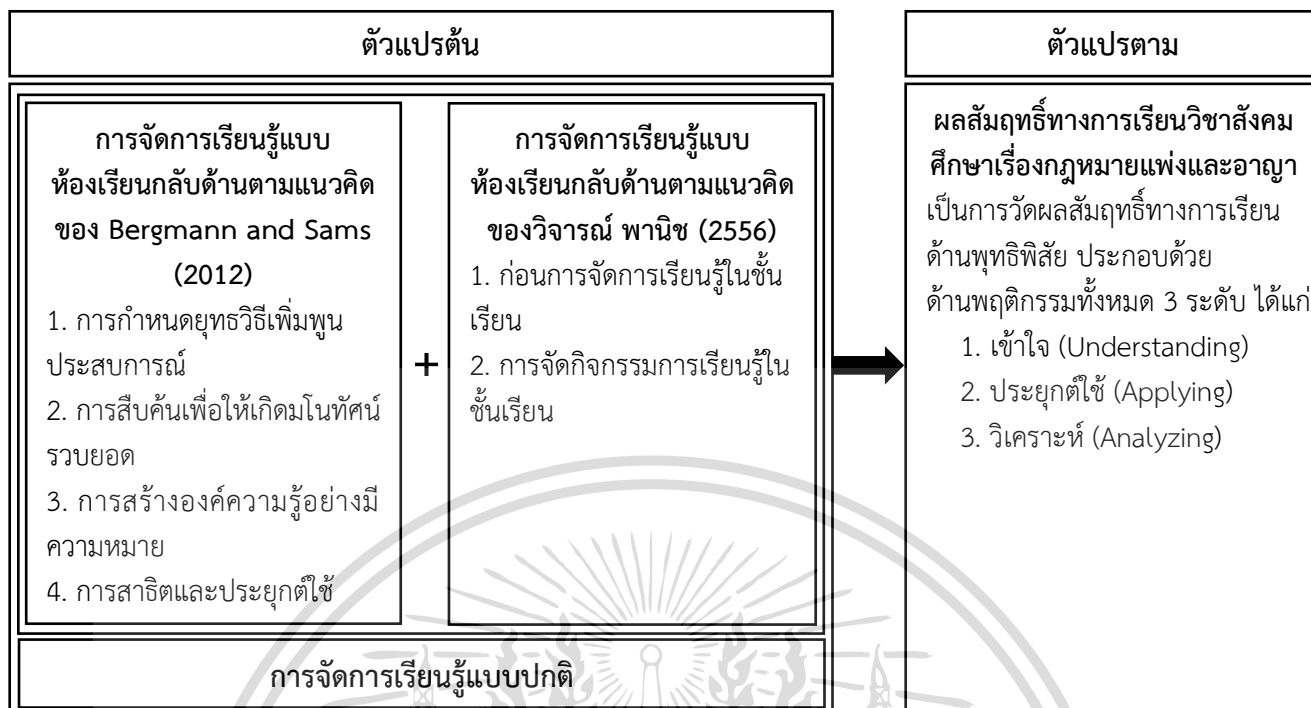 ตัวแปรต้น
การจัดการเรียนรู้แบบ
ห้องเรียนกลับด้านตามแนวคิด
ของ Bergmann and Sams
(2012)
1. การกำหนดยุทธวิธีเพิ่มพูน
ประสบการณ์
2. การสืบค้นเพื่อให้เกิดมโนทัศน์
รวบยอด
3. การสร้างองค์ความรู้อย่างมี
ความหมาย
4. การสาธิตและประยุกต์ใช้
+
การจัดการเรียนรู้แบบ
ห้องเรียนกลับด้านตามแนวคิด
ของวิจารณ์ พานิช (2556)
1. ก่อนการจัดการเรียนรู้ในชั้น
เรียน
2. การจัดกิจกรรมการเรียนรู้ใน
ชั้นเรียน
การจัดการเรียนรู้แบบปกติ
ตัวแปรตาม
ผลสัมฤทธิ์ทางการเรียนวิชาสังคม
ศึกษาเรื่องกฎหมายแพ่งและอาญา
เป็นการวัดผลสัมฤทธิ์ทางการเรียน
ด้านพุทธิพิสัย ประกอบด้วย
ด้านพฤติกรรมทั้งหมด 3 ระดับ ได้แก่
1. เข้าใจ (Understanding)
2. ประยุกต์ใช้ (Applying)
3. วิเคราะห์ (Analyzing)